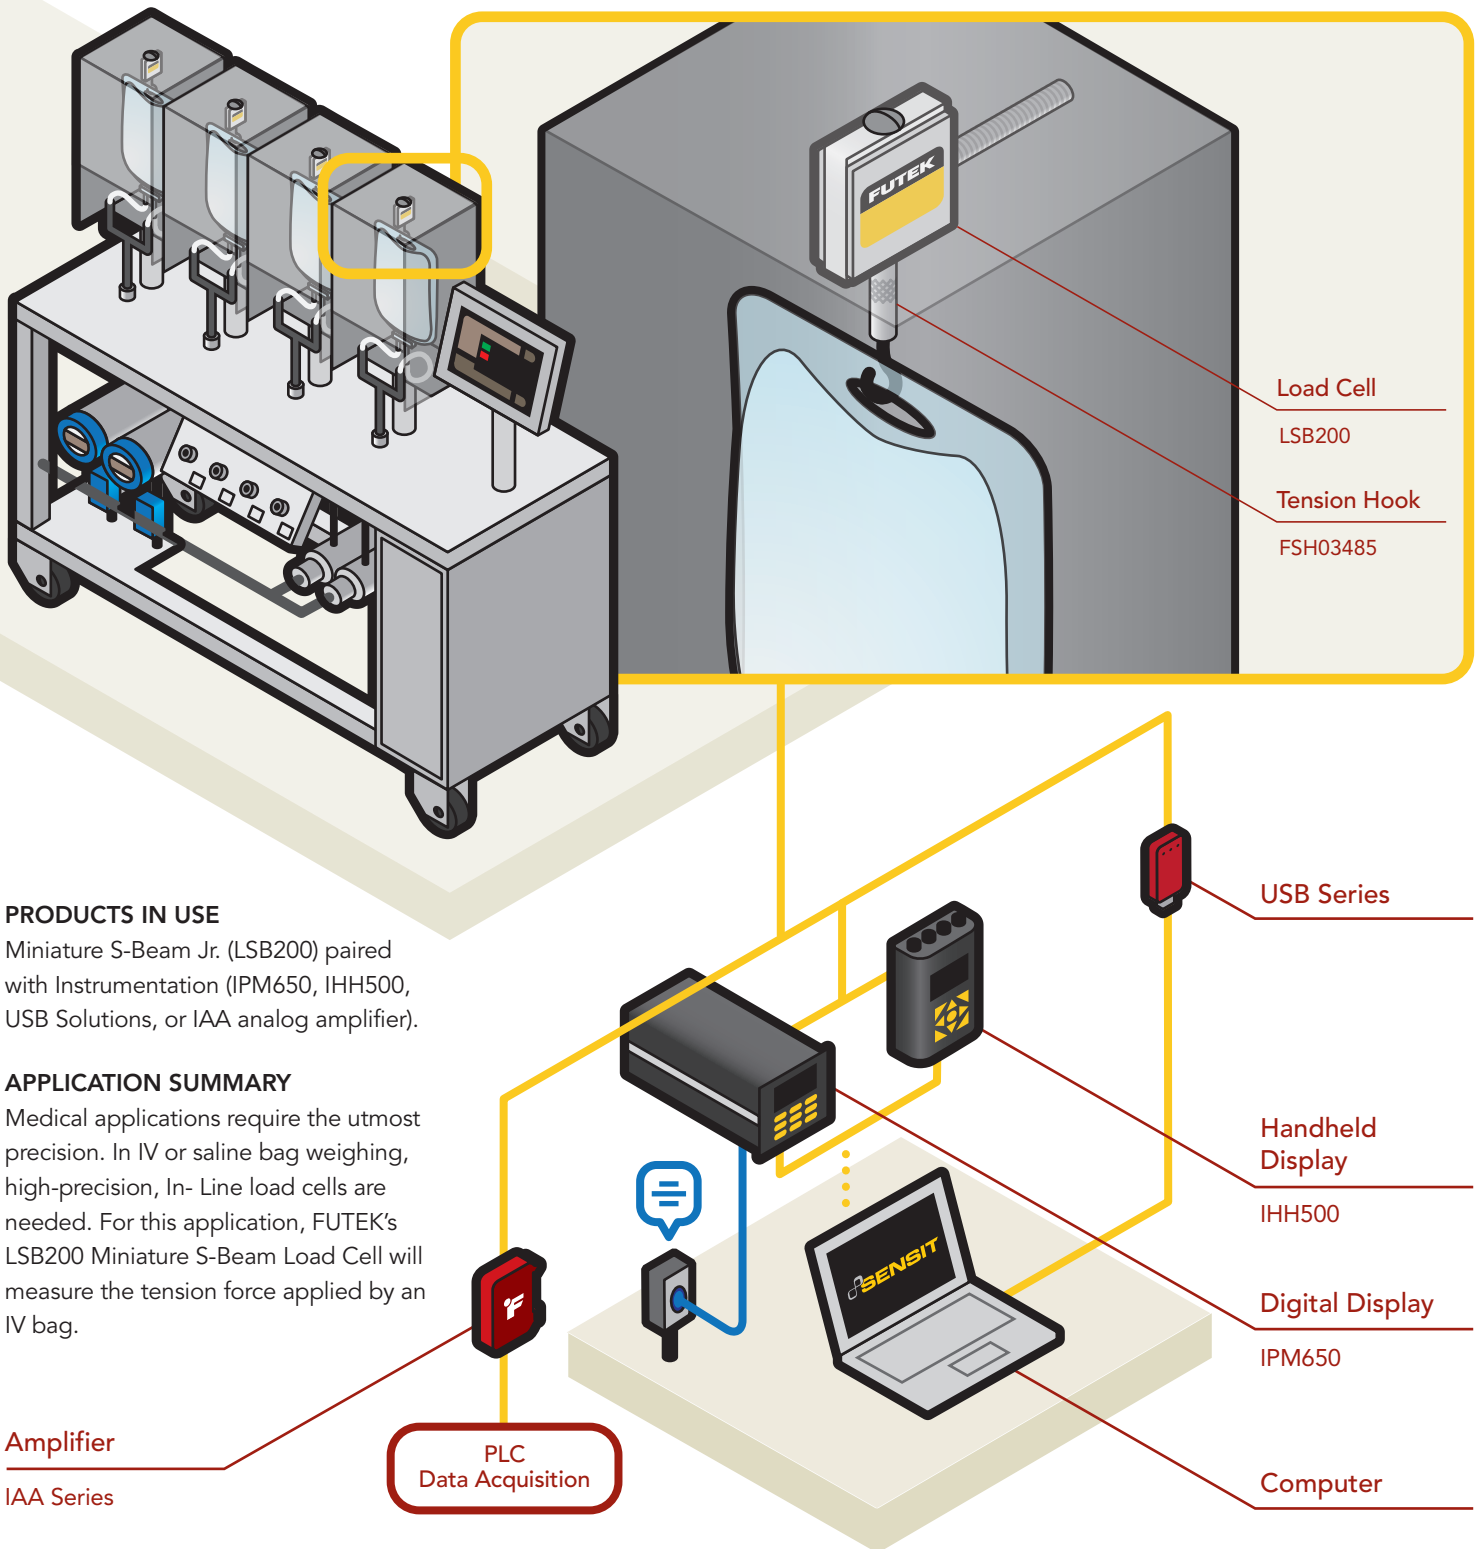 FUTEK
Load Cell
LSB200
Tension Hook
FSH03485
USB Series
PRODUCTS IN USE
Miniature S-Beam Jr. (LSB200) paired
with Instrumentation (IPM650, IHH500,
USB Solutions, or IAA analog amplifier).
APPLICATION SUMMARY
Medical applications require the utmost
precision. In IV or saline bag weighing,
high-precision, In- Line load cells are
needed. For this application, FUTEK’s
LSB200 Miniature S-Beam Load Cell will
measure the tension force applied by an
IV bag.
Handheld
Display
IHH500
SENSIT
Digital Display
IPM650
Amplifier
IAA Series
PLC
Data Acquisition
Computer